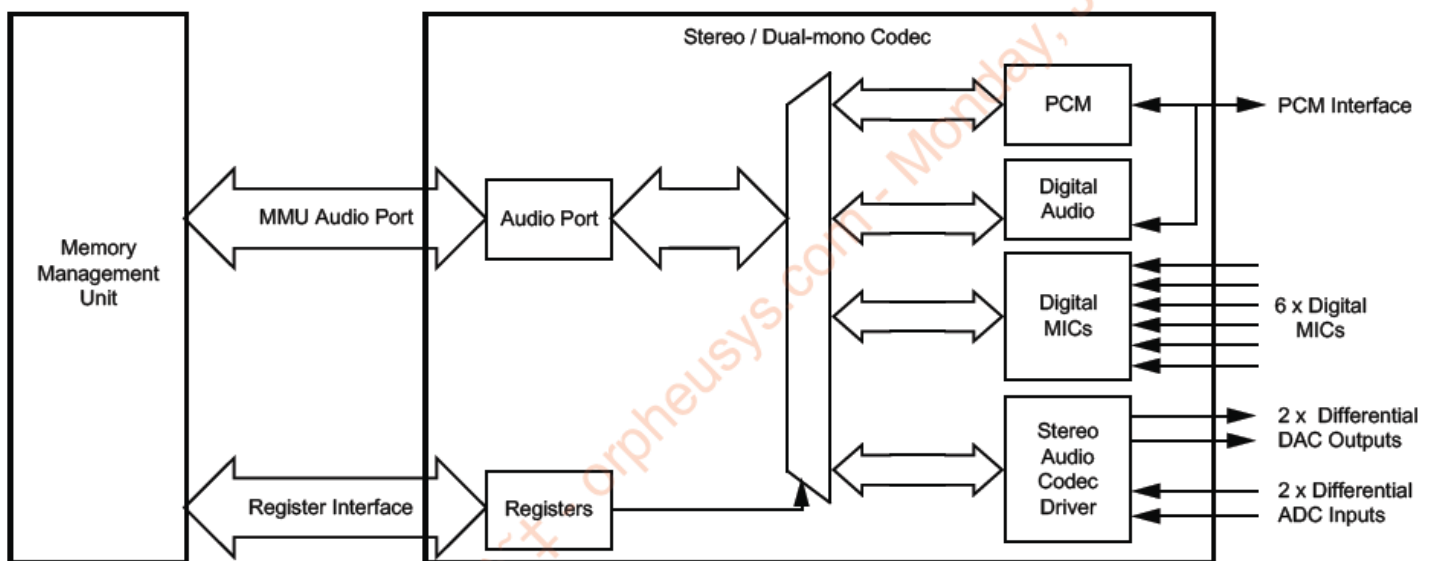 Stereo / Dual-mono Codec
PCM
PCM Interface
Digital
Audio
MMU Audio Port
Audio Port
Memory
Management
Unit
Digital
MICs
6 x Digital
MICs
Stereo
Audio
Codec
Driver
2 x Differential
DAC Outputs
2 x Differential
ADC Inputs
Register Interface
Registers
orpheusys.com - Monday,